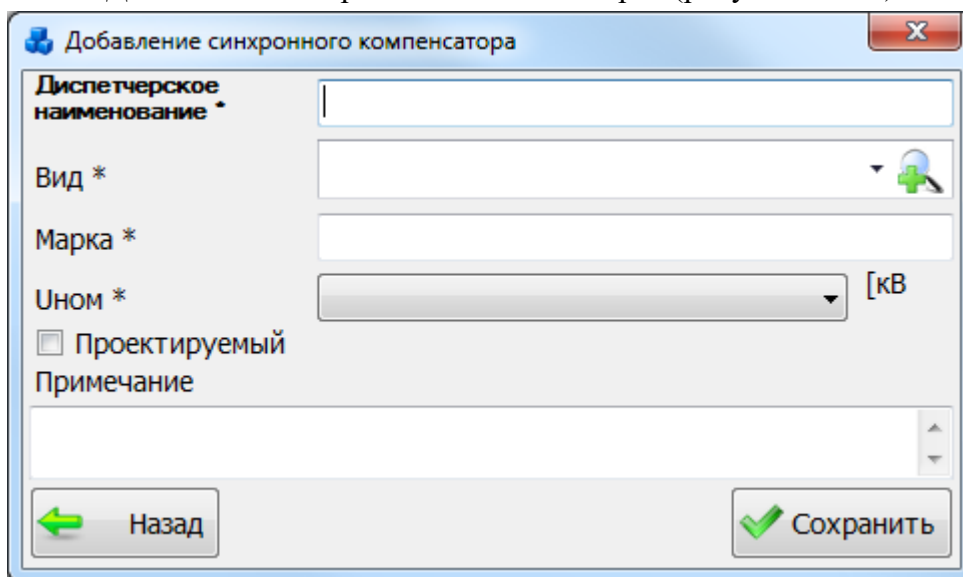 Добавление синхронного компенсатора
Диспетчерское
наименование *
Вид *
Марка *
Uном *
[кВ
Проектируемый
Примечание
Назад
Сохранить